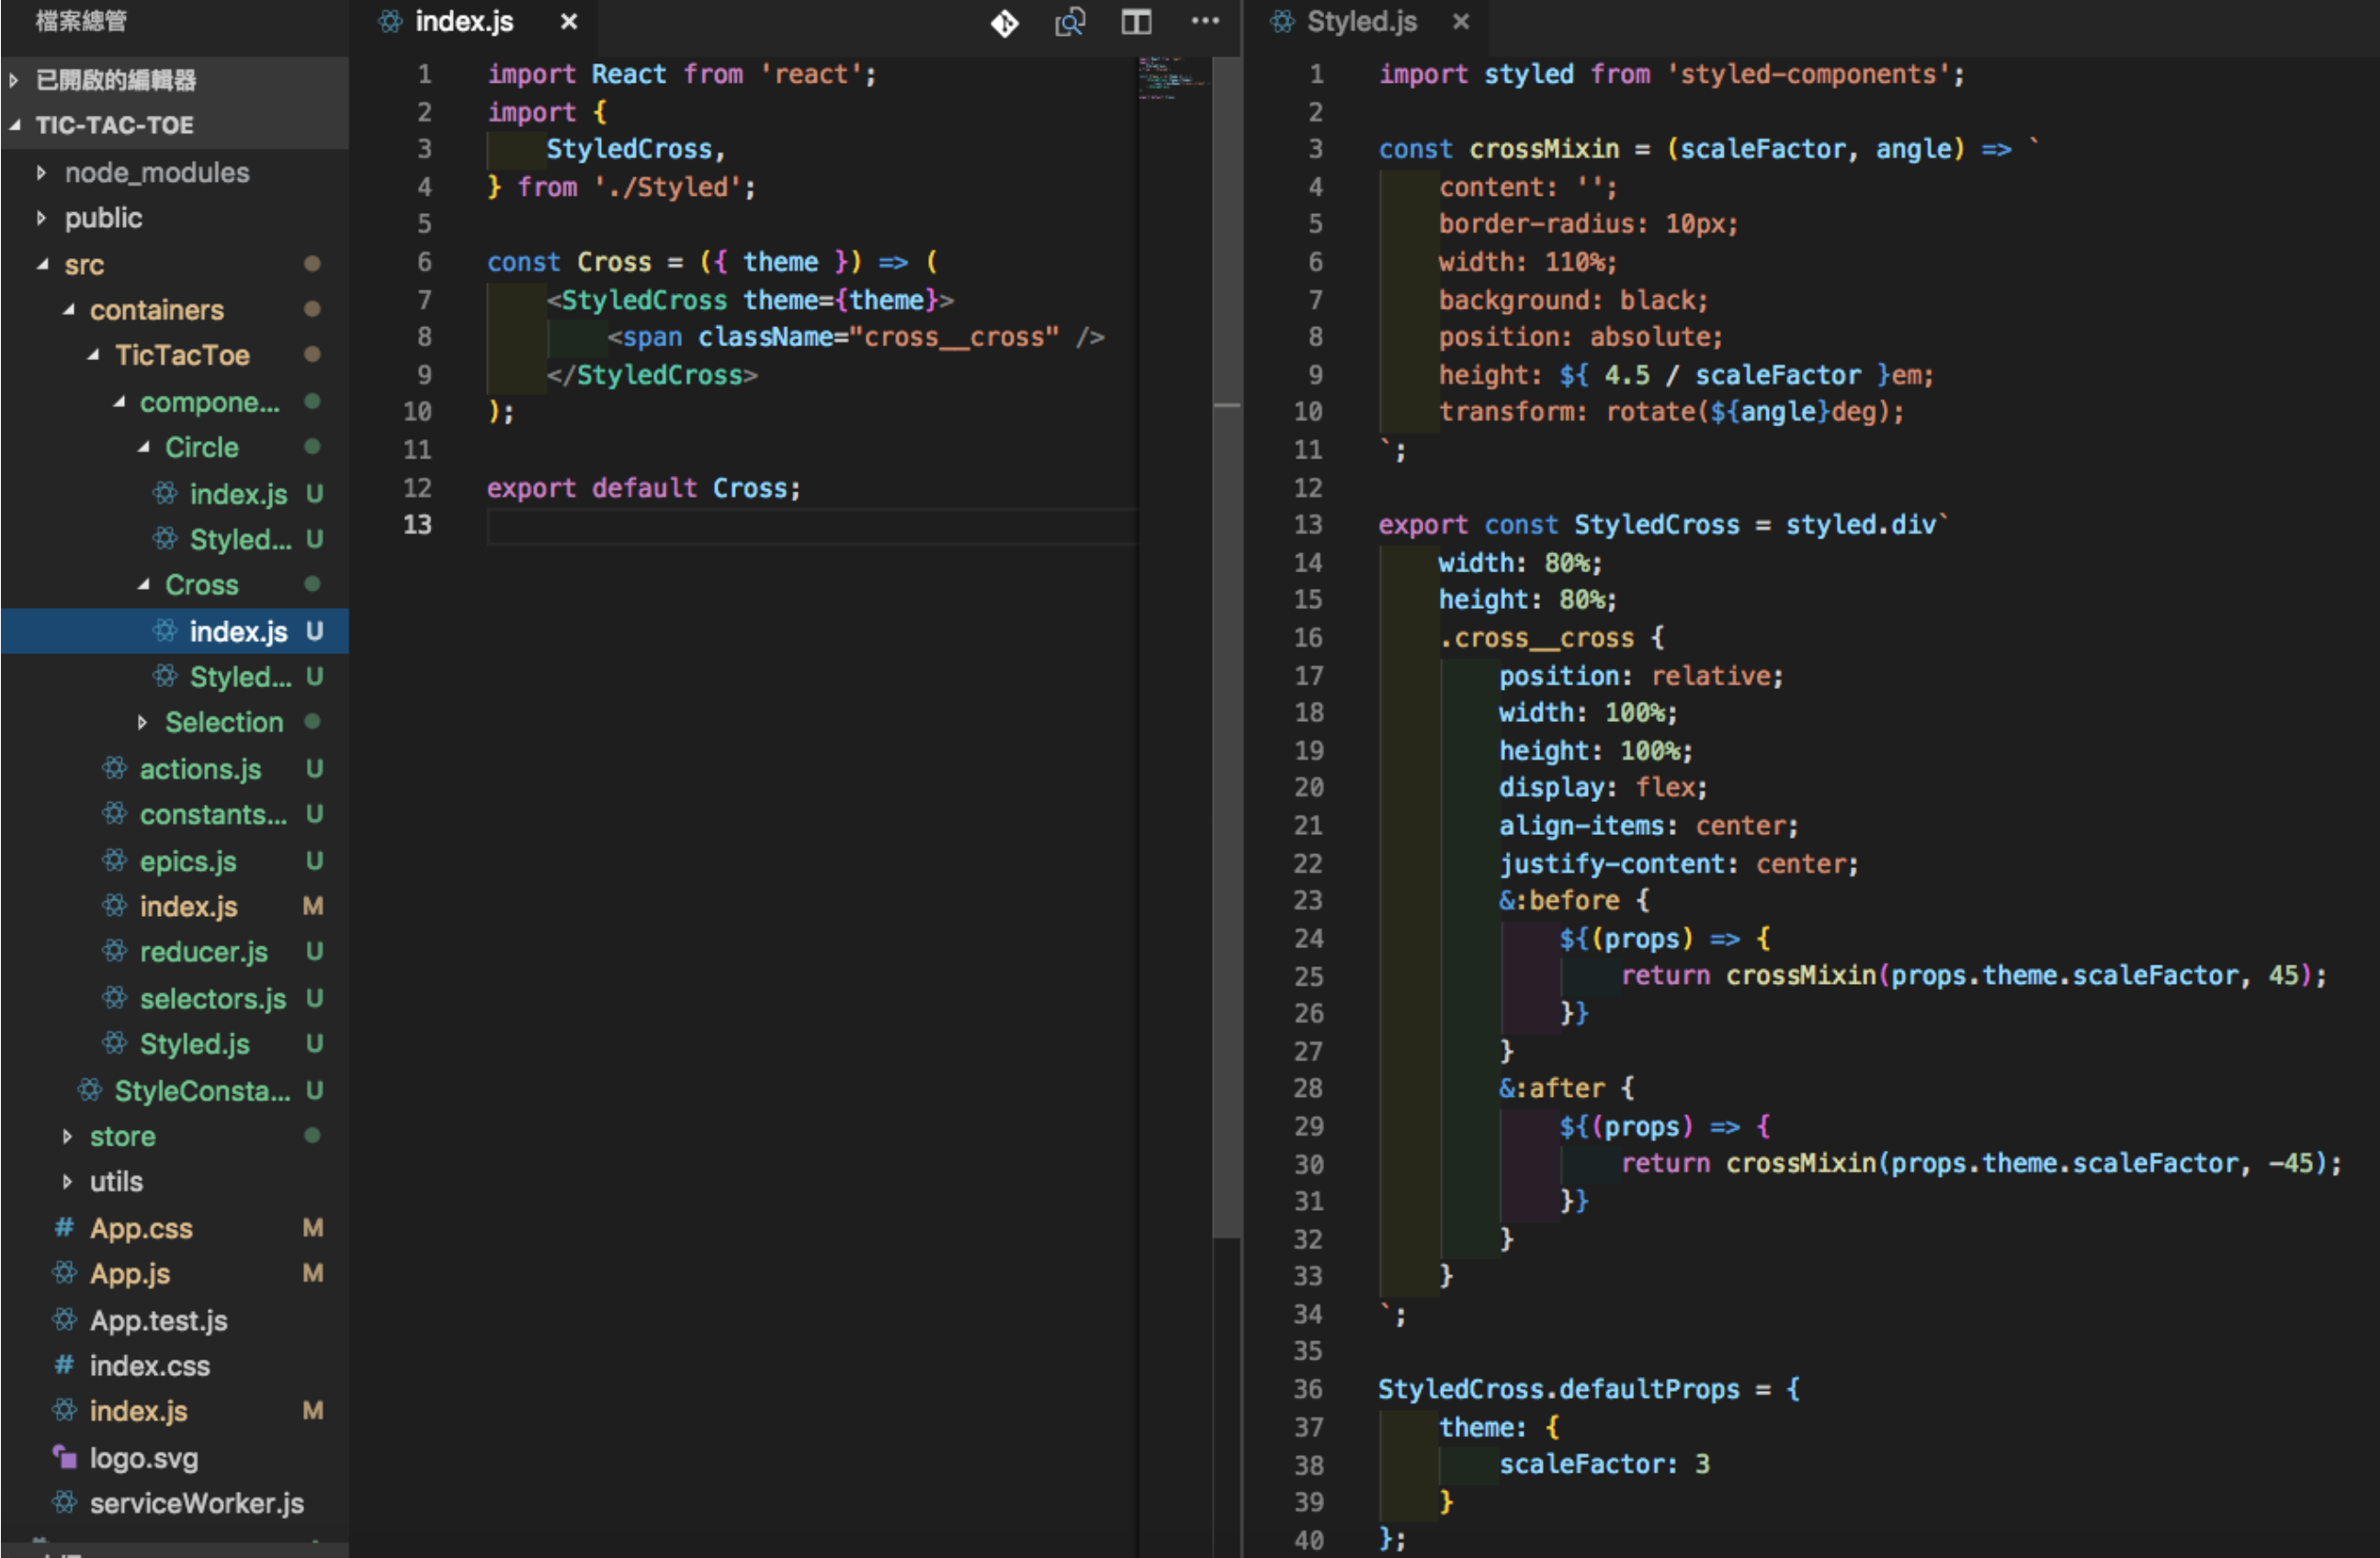 檔案總管
已開啟的編輯器
TIC-TAC-TOE
node_modules
public
src
containers
TicTacToe
compone...
Circle
index.js U
Styled... U
Cross
index.js U
Styled... U
Selection
actions.js U
constants... U
epics.js U
index.js M
reducer.js U
selectors.js U
Styled.js U
StyleConsta... U
store
utils
App.css M
App.js M
App.test.js
index.css
index.js M
logo.svg
serviceWorker.js
index.js
1 import React from 'react';
2 import {
3 StyledCross,
4 } from './Styled';
5
6 const Cross = ({ theme }) => (
7 <StyledCross theme={theme}>
8 <span className="cross__cross" />
9 </StyledCross>
10 );
11
12 export default Cross;
13
Styled.js
1 import styled from 'styled-components';
2
3 const crossMixin = (scaleFactor, angle) => `
4 content: '';
5 border-radius: 10px;
6 width: 110%;
7 background: black;
8 position: absolute;
9 height: ${ 4.5 / scaleFactor }em;
10 transform: rotate(${angle}deg);
11 `;
12
13 export const StyledCross = styled.div`
14 width: 80%;
15 height: 80%;
16 .cross__cross {
17 position: relative;
18 width: 100%;
19 height: 100%;
20 display: flex;
21 align-items: center;
22 justify-content: center;
23 &:before {
24 ${(props) => {
25 return crossMixin(props.theme.scaleFactor, 45);
26 }}
27 }
28 &:after {
29 ${(props) => {
30 return crossMixin(props.theme.scaleFactor, -45);
31 }}
32 }
33 }
34 `;
35
36 StyledCross.defaultProps = {
37 theme: {
38 scaleFactor: 3
39 }
40 };